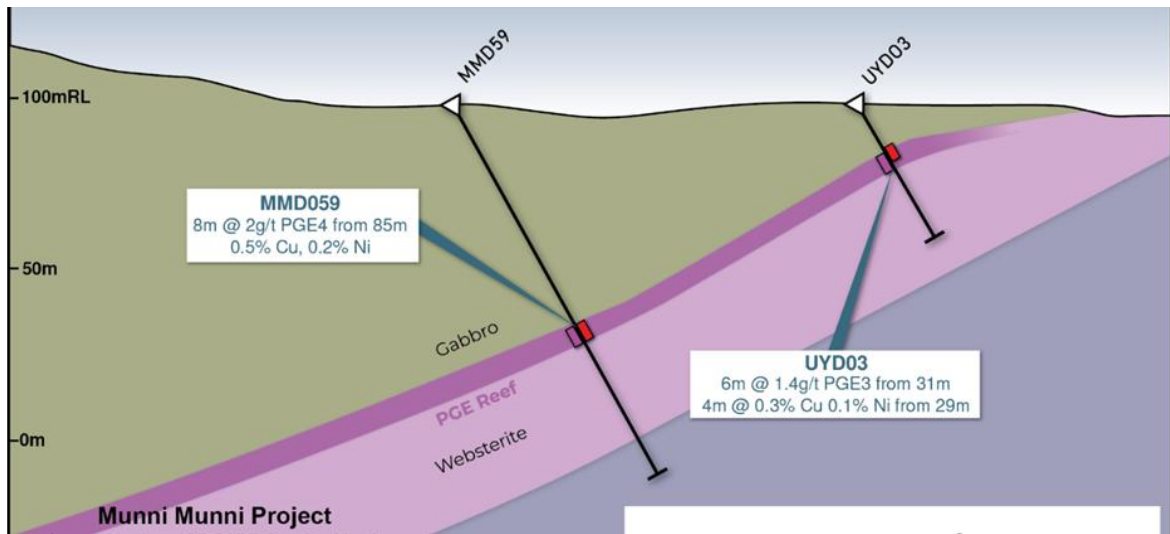 MMD59
UYD03
100mRL
MMD059
8m @ 2g/t PGE4 from 85m
0.5% Cu, 0.2% Ni
50m
Gabbro
UYD03
6m @ 1.4g/t PGE3 from 31m
4m @ 0.3% Cu 0.1% Ni from 29m
PGE Reef
0m
Websterite
Munni Munni Project